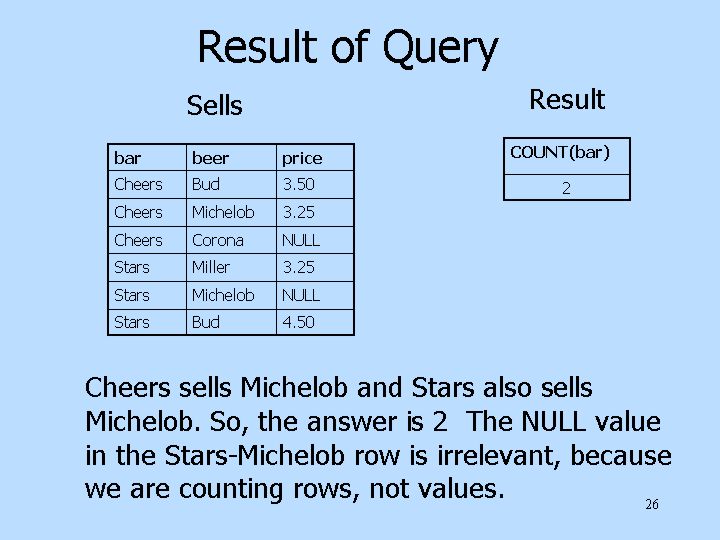 Result of Query
Sells
Result
bar beer price
Cheers Bud 3.50
Cheers Michelob 3.25
Cheers Corona NULL
Stars Miller 3.25
Stars Michelob NULL
Stars Bud 4.50
COUNT(bar)
2
Cheers sells Michelob and Stars also sells
Michelob. So, the answer is 2  The NULL value
in the Stars-Michelob row is irrelevant, because
we are counting rows, not values.
26